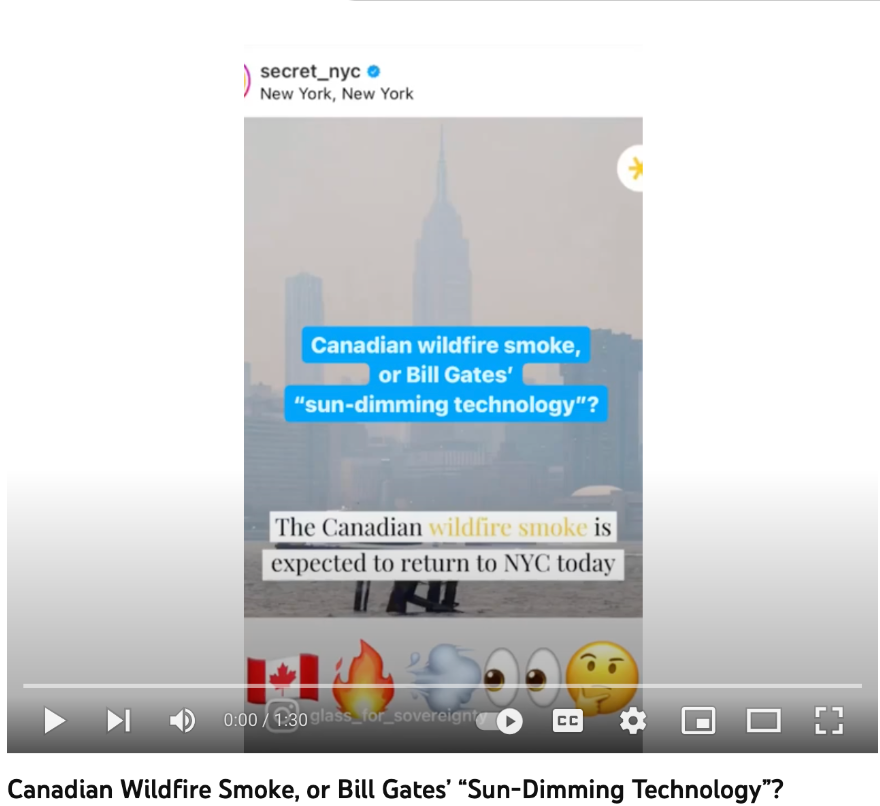 secret_nyc
New York, New York
Canadian wildfire smoke,
or Bill Gates’
“sun-dimming technology”?
The Canadian wildfire smoke is
expected to return to NYC today
0:00 / 1:30
glass_for_sovereignty
CC
Canadian Wildfire Smoke, or Bill Gates’ “Sun-Dimming Technology”?